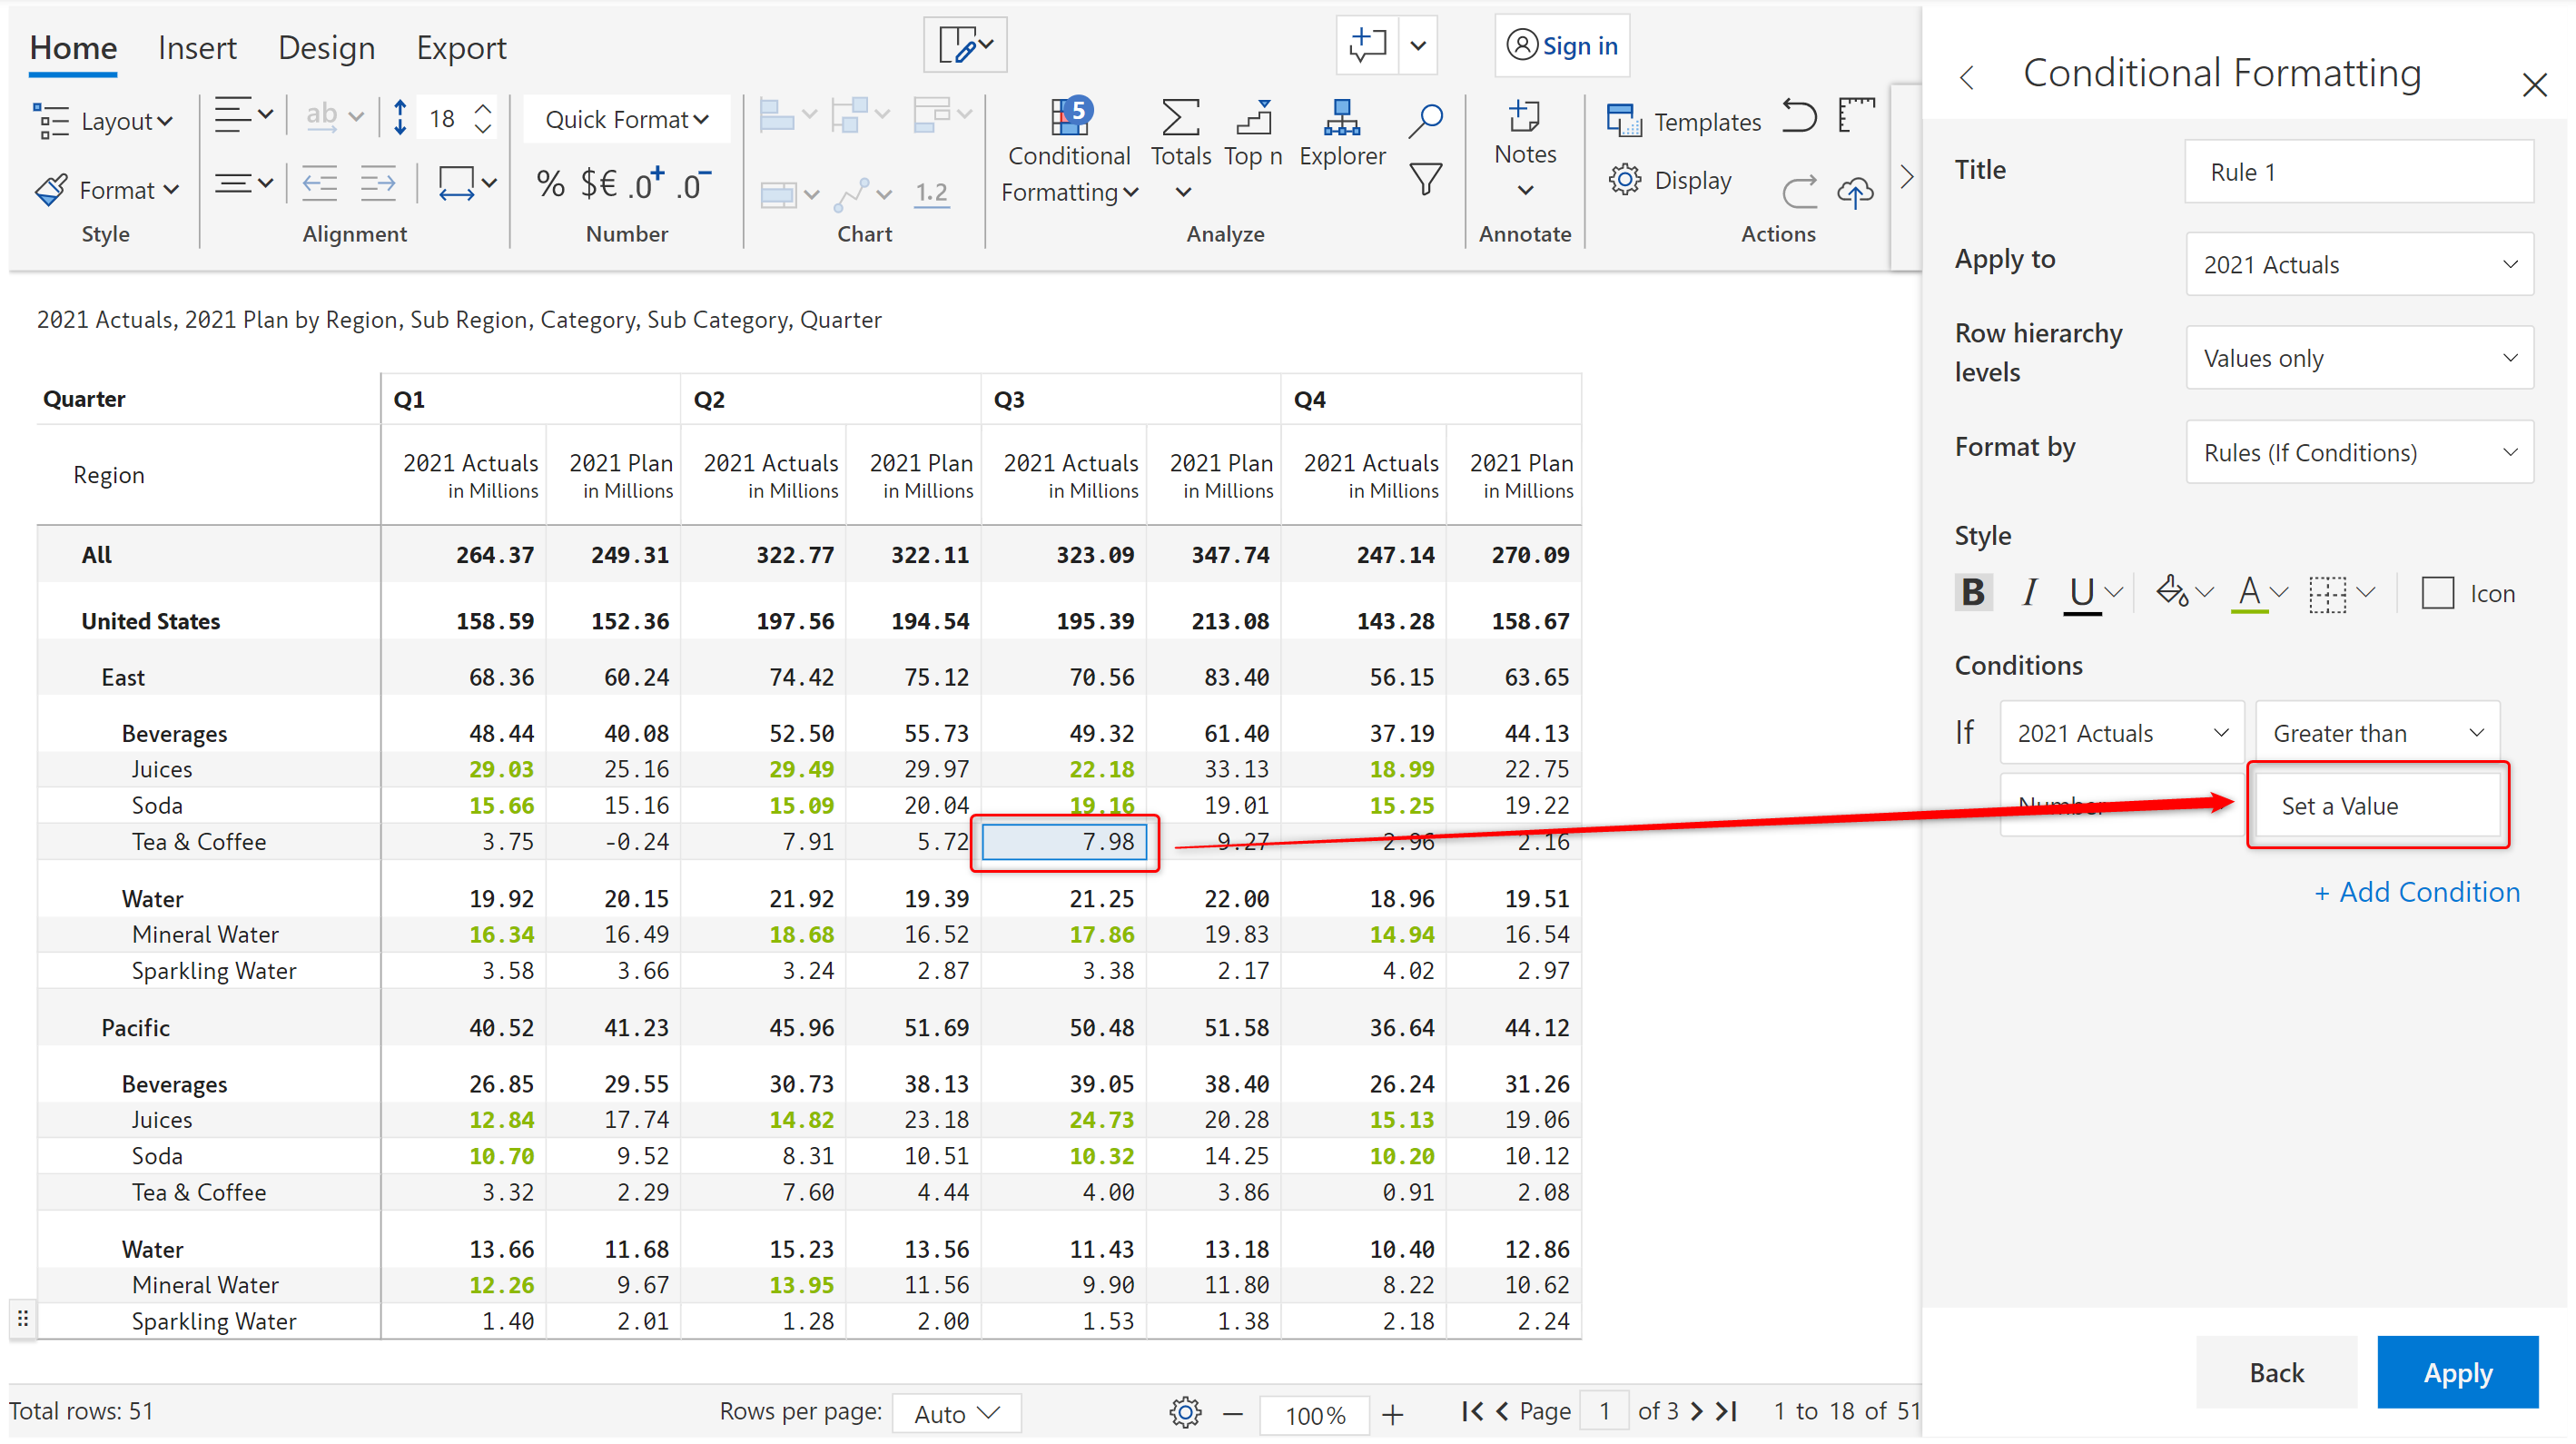 Home Insert Design Export Sign in
Layout ab 18 Quick Format 5 Templates
Conditional Totals Top n Explorer Notes
Format % $€ .0+ .0- 1.2 Formatting Display
Style Alignment Number Chart Analyze Annotate Actions
2021 Actuals, 2021 Plan by Region, Sub Region, Category, Sub Category, Quarter
Quarter Q1 Q2 Q3 Q4
Region 2021 Actuals 2021 Plan 2021 Actuals 2021 Plan 2021 Actuals 2021 Plan 2021 Actuals 2021 Plan
in Millions in Millions in Millions in Millions in Millions in Millions in Millions in Millions
All 264.37 249.31 322.77 322.11 323.09 347.74 247.14 270.09
United States 158.59 152.36 197.56 194.54 195.39 213.08 143.28 158.67
East 68.36 60.24 74.42 75.12 70.56 83.40 56.15 63.65
Beverages 48.44 40.08 52.50 55.73 49.32 61.40 37.19 44.13
Juices 29.03 25.16 29.49 29.97 22.18 33.13 18.99 22.75
Soda 15.66 15.16 15.09 20.04 19.16 19.01 15.25 19.22
Tea & Coffee 3.75 -0.24 7.91 5.72 7.98 9.27 2.96 2.16
Water 19.92 20.15 21.92 19.39 21.25 22.00 18.96 19.51
Mineral Water 16.34 16.49 18.68 16.52 17.86 19.83 14.94 16.54
Sparkling Water 3.58 3.66 3.24 2.87 3.38 2.17 4.02 2.97
Pacific 40.52 41.23 45.96 51.69 50.48 51.58 36.64 44.12
Beverages 26.85 29.55 30.73 38.13 39.05 38.40 26.24 31.26
Juices 12.84 17.74 14.82 23.18 24.73 20.28 15.13 19.06
Soda 10.70 9.52 8.31 10.51 10.32 14.25 10.20 10.12
Tea & Coffee 3.32 2.29 7.60 4.44 4.00 3.86 0.91 2.08
Water 13.66 11.68 15.23 13.56 11.43 13.18 10.40 12.86
Mineral Water 12.26 9.67 13.95 11.56 9.90 11.80 8.22 10.62
Sparkling Water 1.40 2.01 1.28 2.00 1.53 1.38 2.18 2.24
Total rows: 51 Rows per page: Auto 100% Page 1 of 3 1 to 18 of 51
Conditional Formatting
Title Rule 1
Apply to 2021 Actuals
Row hierarchy
levels Values only
Format by Rules (If Conditions)
Style
B I U A Icon
Conditions
If 2021 Actuals Greater than
Number Set a Value
+ Add Condition
Back Apply